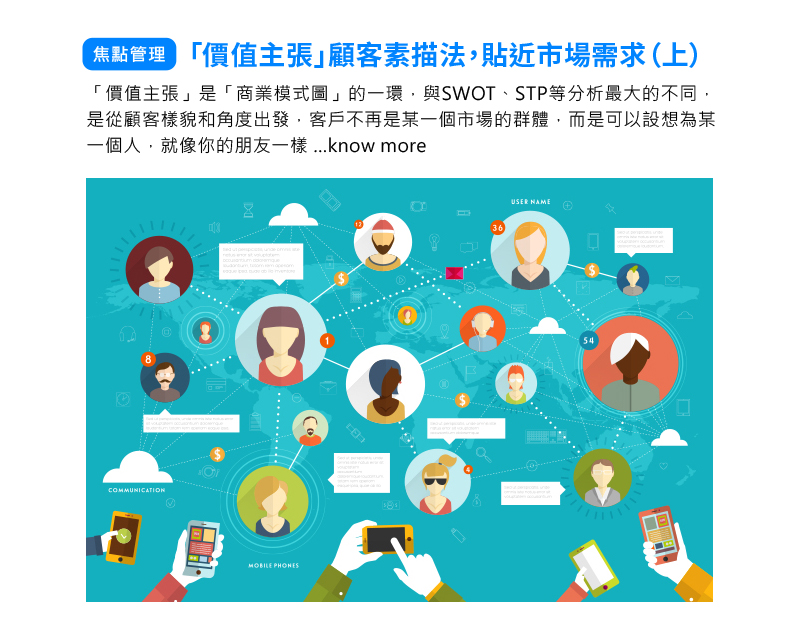 焦點管理
「價值主張」顧客素描法，貼近市場需求（上）
「價值主張」是「商業模式圖」的一環，與SWOT、STP等分析最大的不同，
是從顧客樣貌和角度出發，客戶不再是某一個市場的群體，而是可以設想為某
一個人，就像你的朋友一樣 ...know more
USER NAME
12
36
$
$
1
54
8
$
$
4
COMMUNICATION
MOBILE PHONES